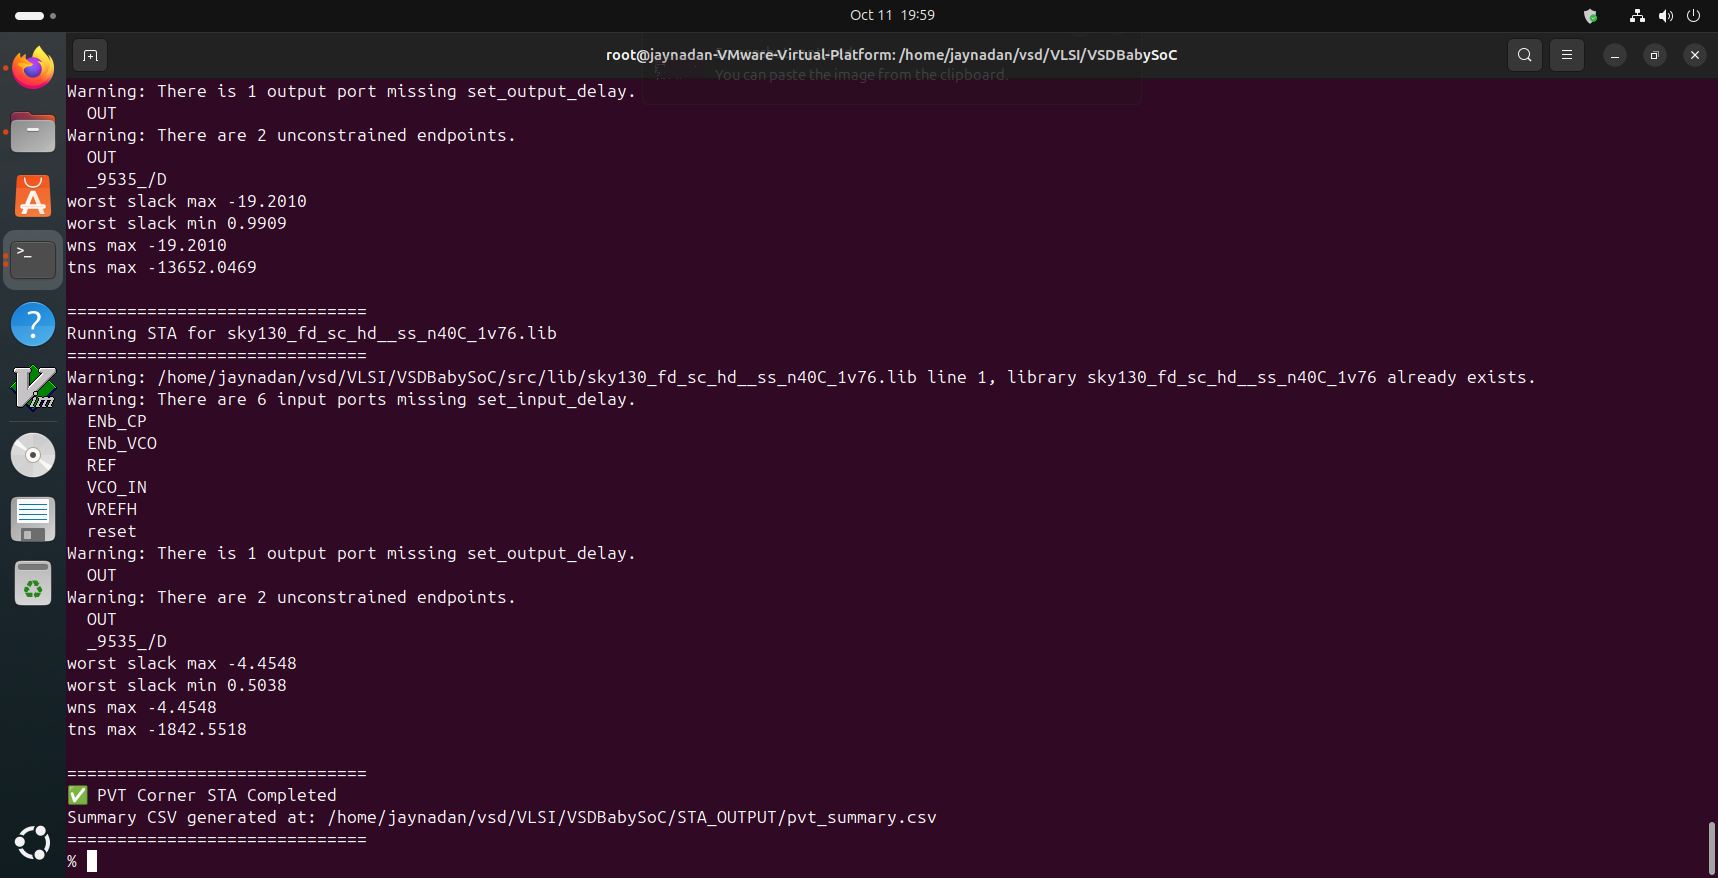 Oct 11 19:59
root@jaynadan-VMware-Virtual-Platform: /home/jaynadan/vsd/VLSI/VSDBabySoC
You can paste the image from the clipboard.
Warning: There is 1 output port missing set_output_delay.
OUT
Warning: There are 2 unconstrained endpoints.
OUT
_9535_/D
worst slack max -19.2010
worst slack min 0.9909
wns max -19.2010
tns max -13652.0469
==============================
Running STA for sky130_fd_sc_hd__ss_n40C_1v76.lib
==============================
Warning: /home/jaynadan/vsd/VLSI/VSDBabySoC/src/lib/sky130_fd_sc_hd__ss_n40C_1v76.lib line 1, library sky130_fd_sc_hd__ss_n40C_1v76 already exists.
Warning: There are 6 input ports missing set_input_delay.
ENb_CP
ENb_VCO
REF
VCO_IN
VREFH
reset
Warning: There is 1 output port missing set_output_delay.
OUT
Warning: There are 2 unconstrained endpoints.
OUT
_9535_/D
worst slack max -4.4548
worst slack min 0.5038
wns max -4.4548
tns max -1842.5518
==============================
✅ PVT Corner STA Completed
Summary CSV generated at: /home/jaynadan/vsd/VLSI/VSDBabySoC/STA_OUTPUT/pvt_summary.csv
==============================
%